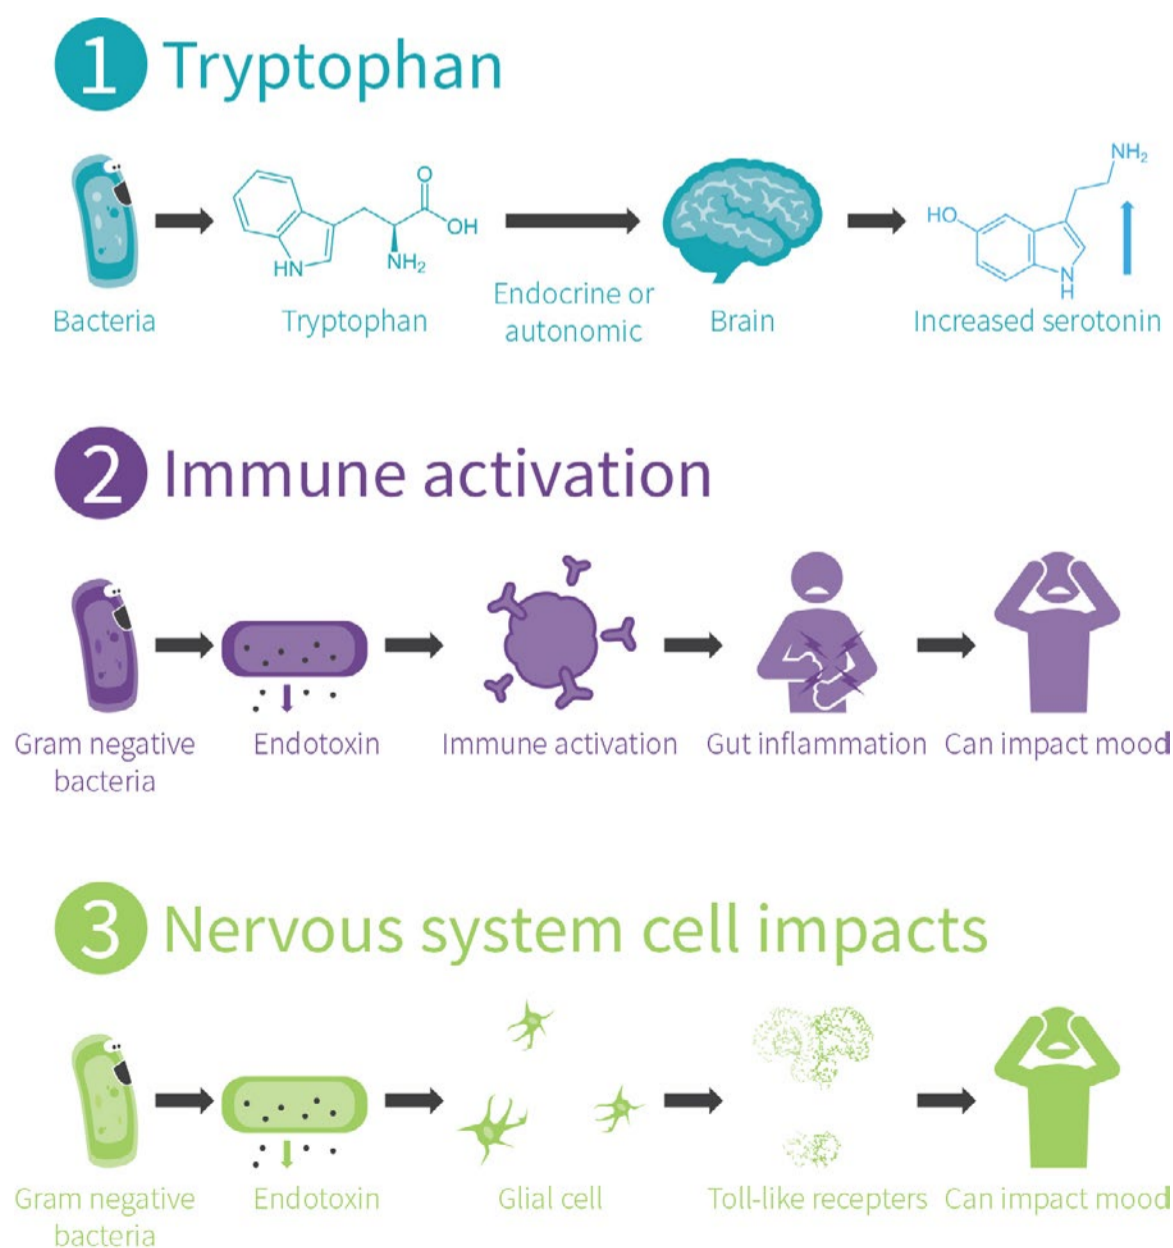 1 Tryptophan
O
OH
HN
NH₂
NH₂
HO
N
H
Bacteria
Tryptophan
Endocrine or
autonomic
Brain
Increased serotonin
2 Immune activation
Gram negative
bacteria
Endotoxin
Immune activation
Gut inflammation
Can impact mood
3 Nervous system cell impacts
Gram negative
bacteria
Endotoxin
Glial cell
Toll-like recepters
Can impact mood